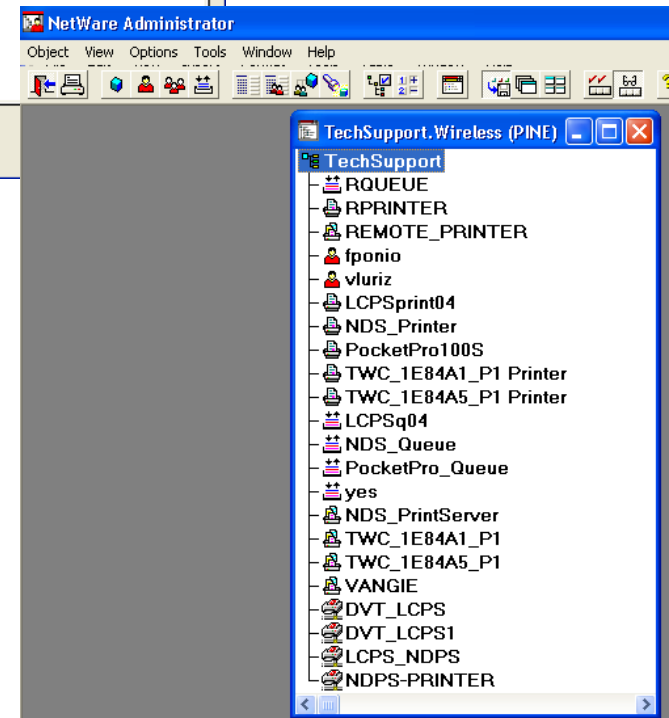 NetWare Administrator
Object View Options Tools Window Help
TechSupport.Wireless (PINE)
TechSupport
RQUEUE
RPRINTER
REMOTE_PRINTER
fponio
vluriz
LCPSprint04
NDS_Printer
PocketPro100S
TWC_1E84A1_P1 Printer
TWC_1E84A5_P1 Printer
LCPSq04
NDS_Queue
PocketPro_Queue
yes
NDS_PrintServer
TWC_1E84A1_P1
TWC_1E84A5_P1
VANGIE
DVT_LCPS
DVT_LCPS1
LCPS_NDPS
NDPS-PRINTER